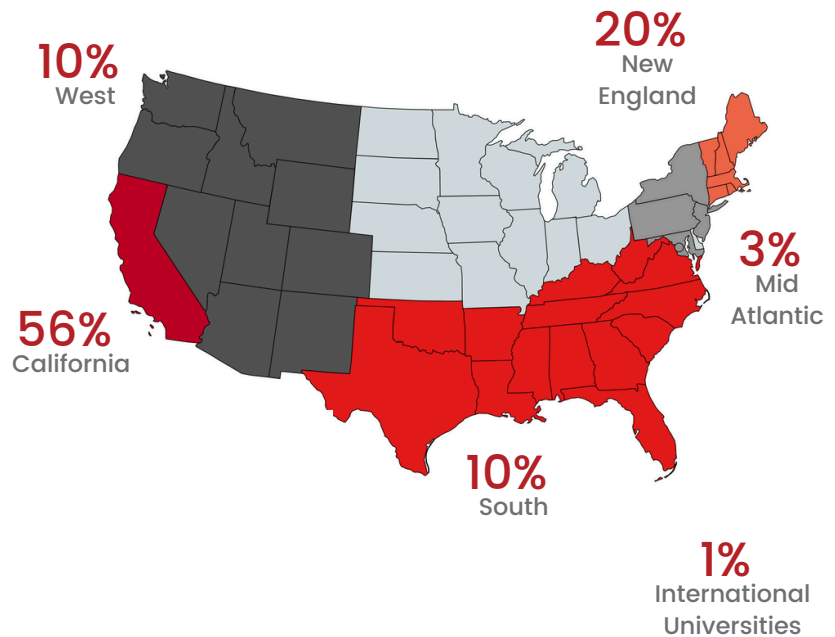 20%
New
England
10%
West
3%
Mid
Atlantic
56%
California
10%
South
1%
International
Universities